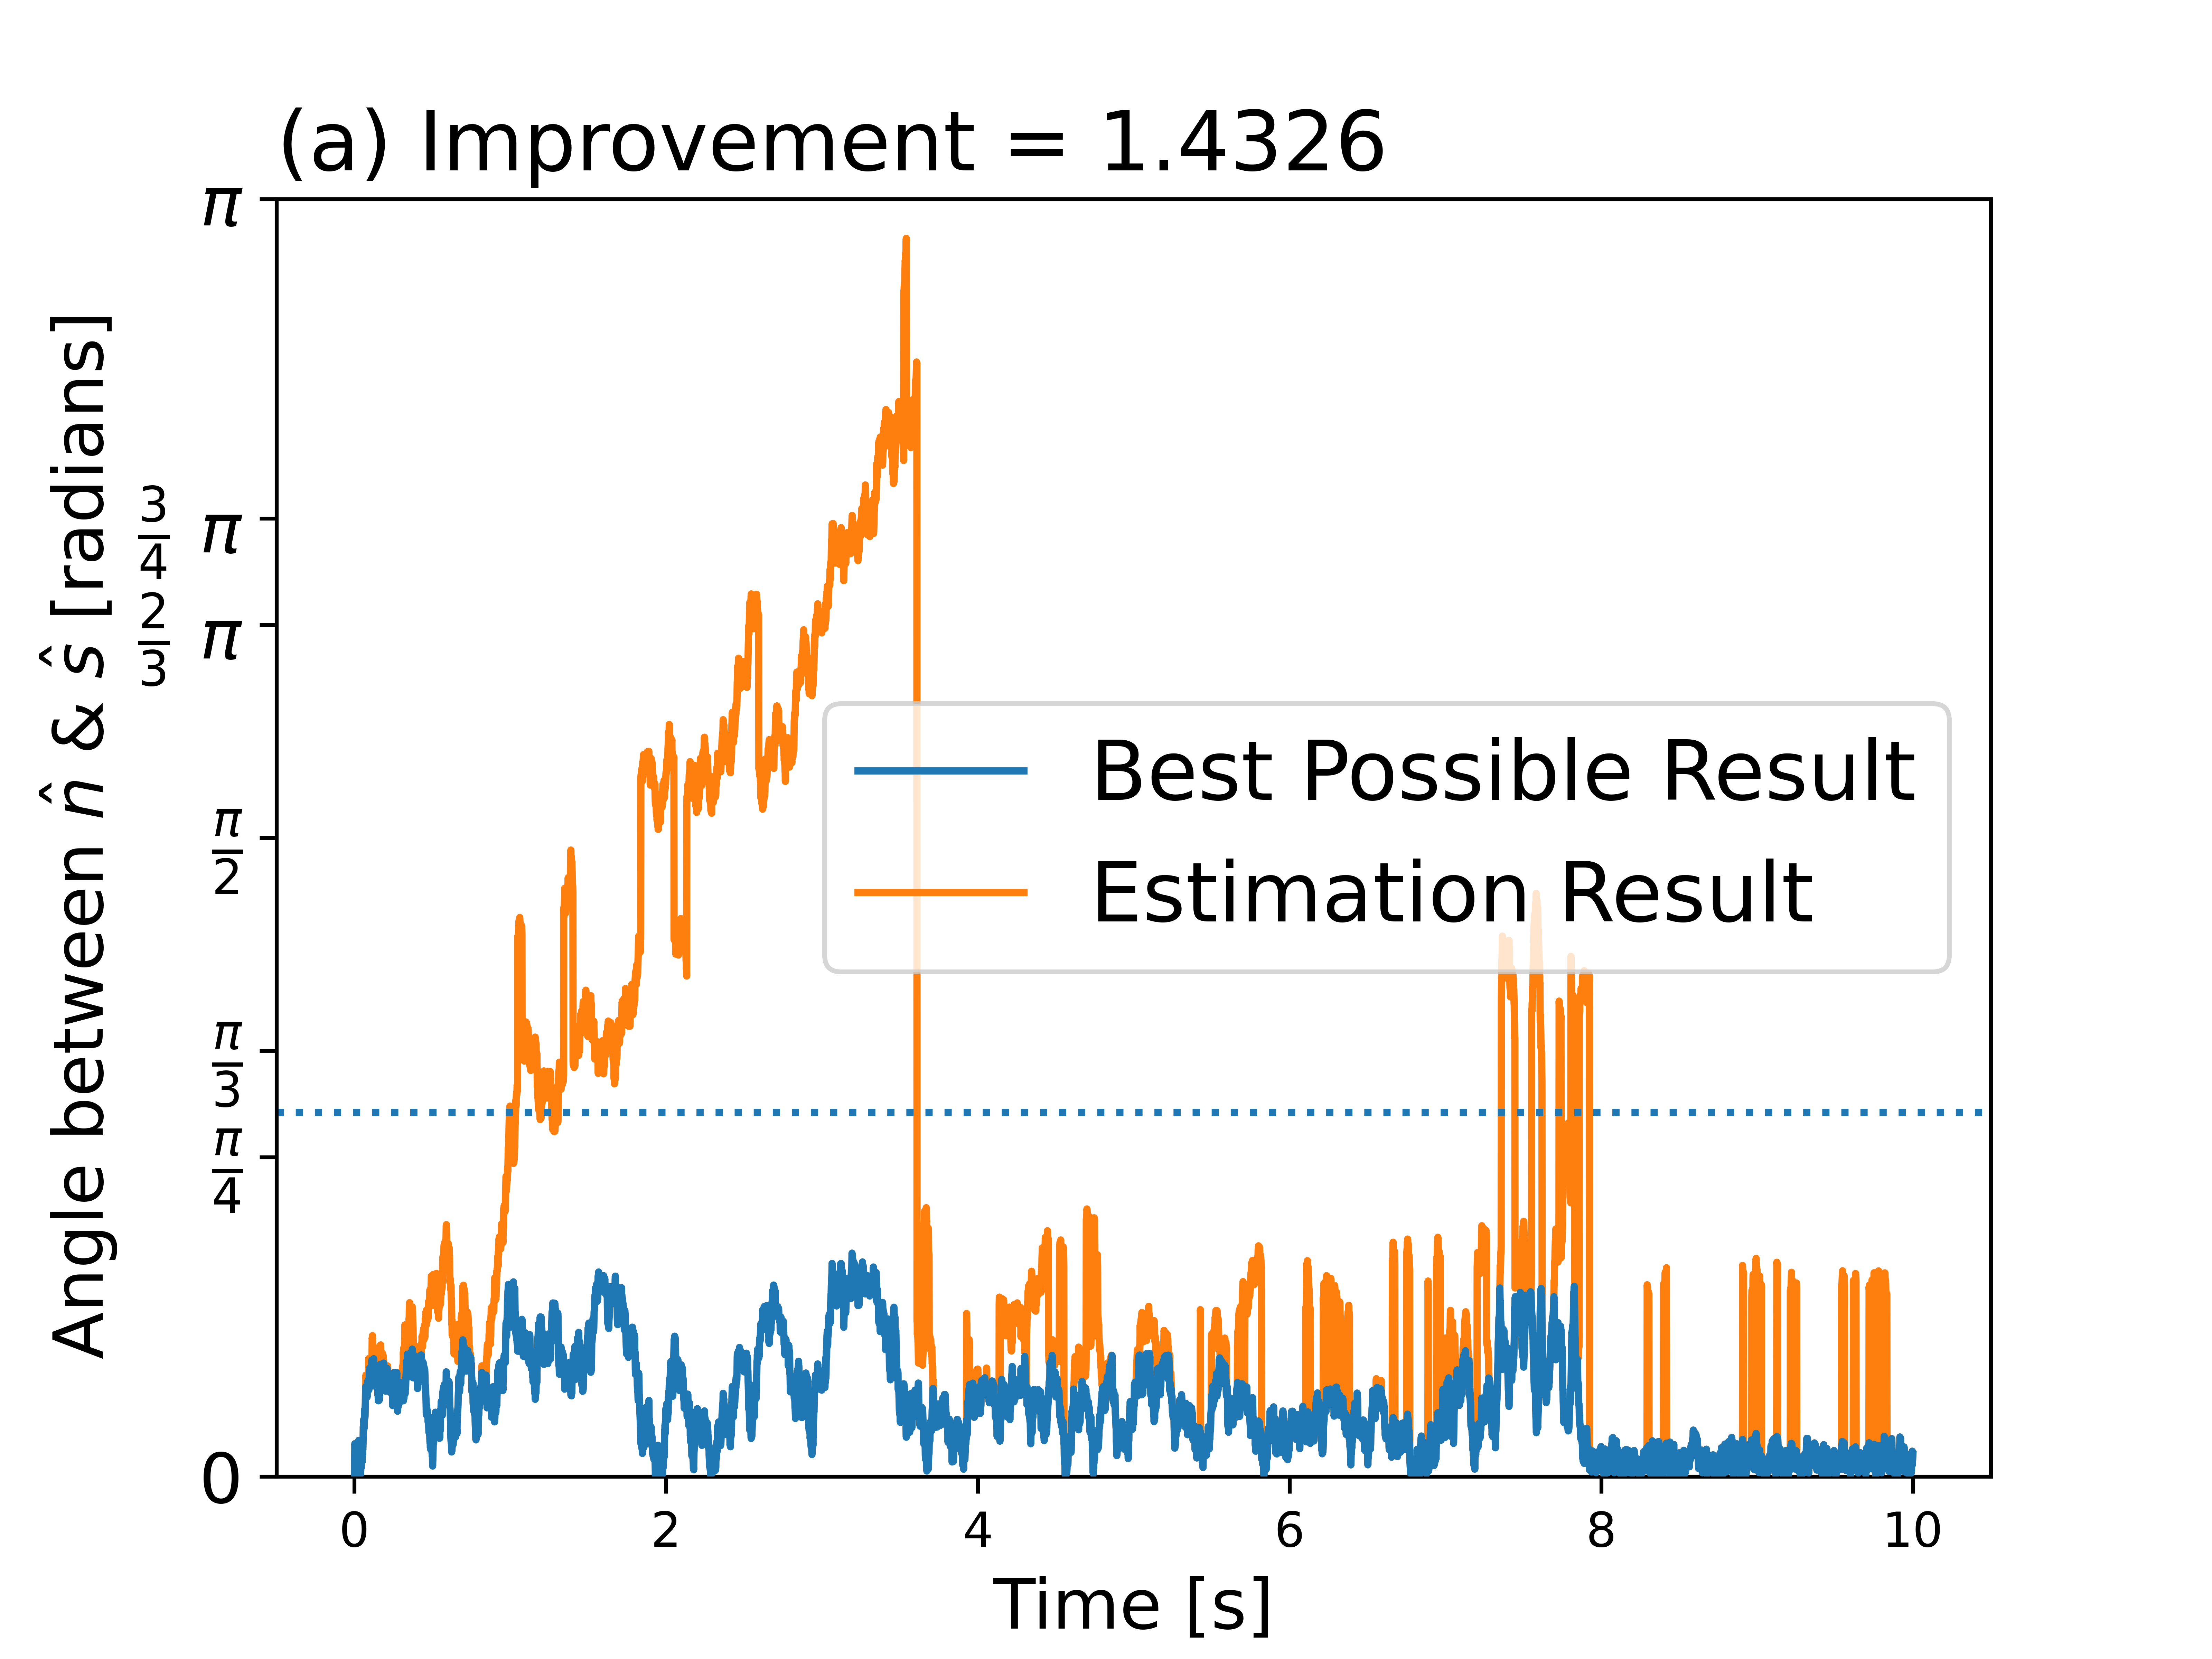 (a) Improvement = 1.4326
Angle between n̂ & ŝ [radians]
π
3/4 π
2/3 π
π/2
π/3
π/4
0
Best Possible Result
Estimation Result
0 2 4 6 8 10
Time [s]